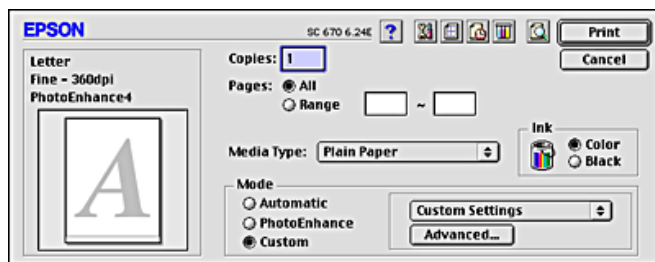 EPSON
SC 670 6.24E
?
Print
Cancel
Letter
Fine - 360dpi
PhotoEnhance4
A
Copies: 1
Pages: All
Range ~
Media Type: Plain Paper
Ink
Color
Black
Mode
Automatic
PhotoEnhance
Custom
Custom Settings
Advanced...